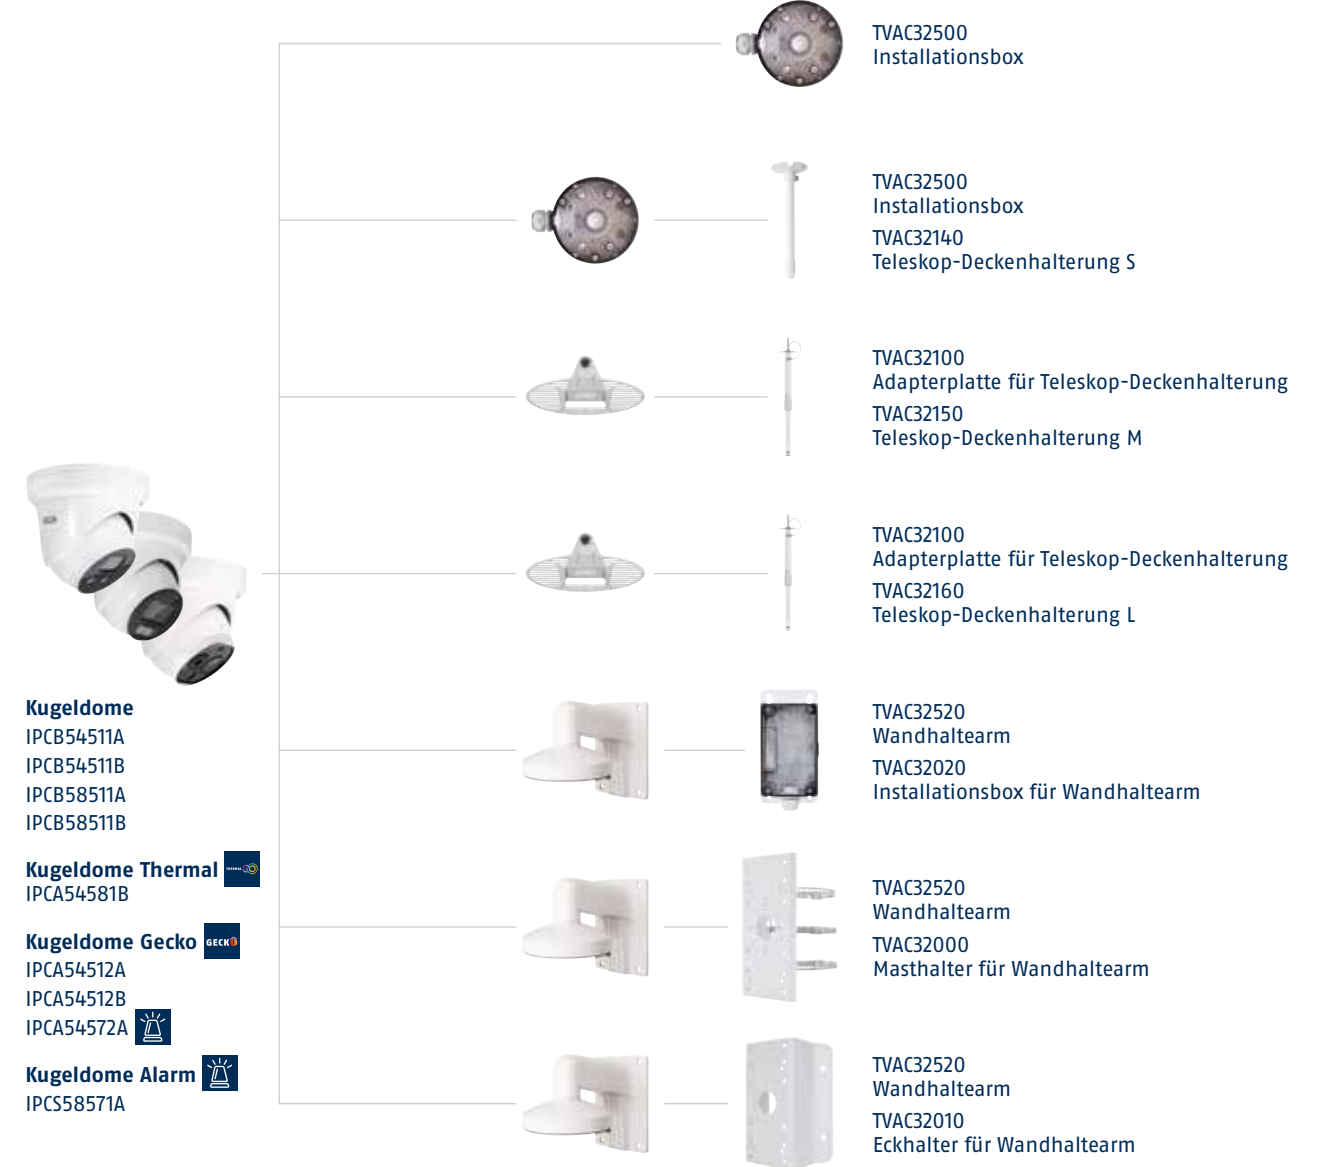 TVAC32500
Installationsbox
TVAC32500
Installationsbox
TVAC32140
Teleskop-Deckenhalterung S
TVAC32100
Adapterplatte für Teleskop-Deckenhalterung
TVAC32150
Teleskop-Deckenhalterung M
TVAC32100
Adapterplatte für Teleskop-Deckenhalterung
TVAC32160
Teleskop-Deckenhalterung L
TVAC32520
Wandhaltearm
TVAC32020
Installationsbox für Wandhaltearm
TVAC32520
Wandhaltearm
TVAC32000
Masthalter für Wandhaltearm
TVAC32520
Wandhaltearm
TVAC32010
Eckhalter für Wandhaltearm
Kugeldome
IPCB54511A
IPCB54511B
IPCB58511A
IPCB58511B
Kugeldome Thermal THERMAL
IPCA54581B
Kugeldome Gecko GECKO
IPCA54512A
IPCA54512B
IPCA54572A
Kugeldome Alarm
IPCS58571A